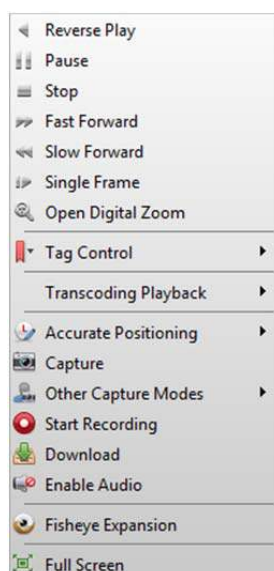 Reverse Play
Pause
Stop
Fast Forward
Slow Forward
Single Frame
Open Digital Zoom
Tag Control
Transcoding Playback
Accurate Positioning
Capture
Other Capture Modes
Start Recording
Download
Enable Audio
Fisheye Expansion
Full Screen